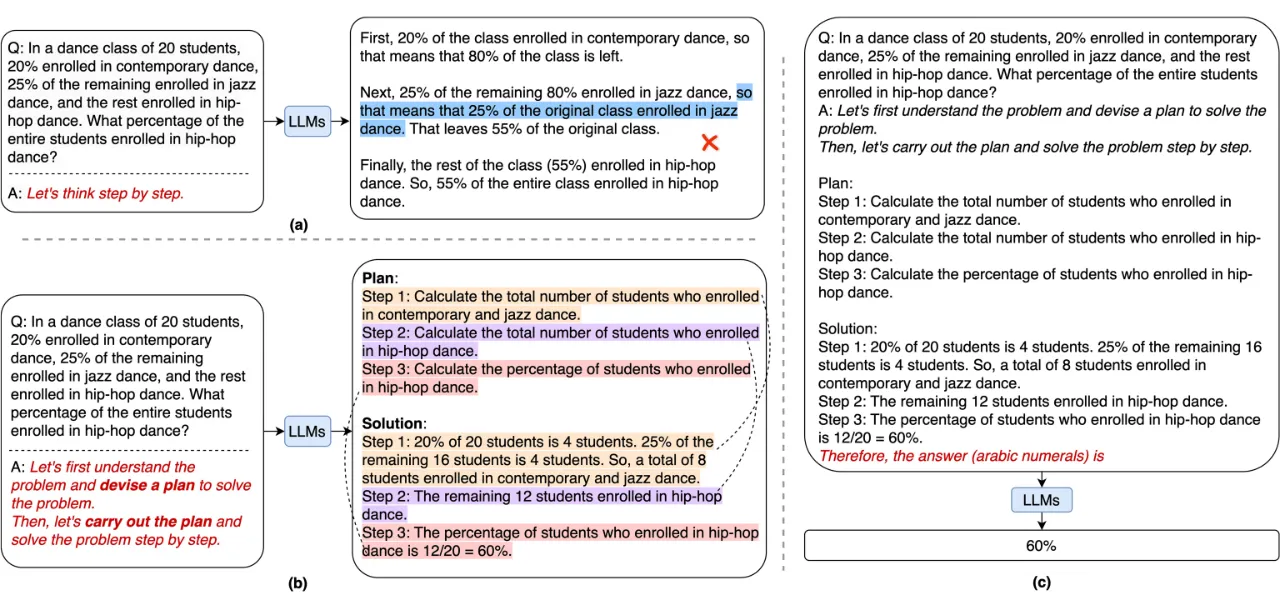 Q: In a dance class of 20 students,
20% enrolled in contemporary dance,
25% of the remaining enrolled in jazz
dance, and the rest enrolled in hip-
hop dance. What percentage of the
entire students enrolled in hip-hop
dance?
A: Let's think step by step.
LLMs
First, 20% of the class enrolled in contemporary dance, so
that means that 80% of the class is left.
Next, 25% of the remaining 80% enrolled in jazz dance, so
that means that 25% of the original class enrolled in jazz
dance. That leaves 55% of the original class.
Finally, the rest of the class (55%) enrolled in hip-hop
dance. So, 55% of the entire class enrolled in hip-hop
dance.
(a)
Q: In a dance class of 20 students,
20% enrolled in contemporary
dance, 25% of the remaining
enrolled in jazz dance, and the rest
enrolled in hip-hop dance. What
percentage of the entire students
enrolled in hip-hop dance?
A: Let's first understand the
problem and devise a plan to solve
the problem.
Then, let's carry out the plan and
solve the problem step by step.
LLMs
Plan:
Step 1: Calculate the total number of students who enrolled
in contemporary and jazz dance.
Step 2: Calculate the total number of students who enrolled
in hip-hop dance.
Step 3: Calculate the percentage of students who enrolled
in hip-hop dance.
Solution:
Step 1: 20% of 20 students is 4 students. 25% of the
remaining 16 students is 4 students. So, a total of 8
students enrolled in contemporary and jazz dance.
Step 2: The remaining 12 students enrolled in hip-hop
dance.
Step 3: The percentage of students who enrolled in hip-hop
dance is 12/20 = 60%.
(b)
Q: In a dance class of 20 students, 20% enrolled in contemporary
dance, 25% of the remaining enrolled in jazz dance, and the rest
enrolled in hip-hop dance. What percentage of the entire students
enrolled in hip-hop dance?
A: Let's first understand the problem and devise a plan to solve the
problem.
Then, let's carry out the plan and solve the problem step by step.
Plan:
Step 1: Calculate the total number of students who enrolled in
contemporary and jazz dance.
Step 2: Calculate the total number of students who enrolled in hip-
hop dance.
Step 3: Calculate the percentage of students who enrolled in hip-
hop dance.
Solution:
Step 1: 20% of 20 students is 4 students. 25% of the remaining 16
students is 4 students. So, a total of 8 students enrolled in
contemporary and jazz dance.
Step 2: The remaining 12 students enrolled in hip-hop dance.
Step 3: The percentage of students who enrolled in hip-hop dance
is 12/20 = 60%.
Therefore, the answer (arabic numerals) is
LLMs
60%
(c)